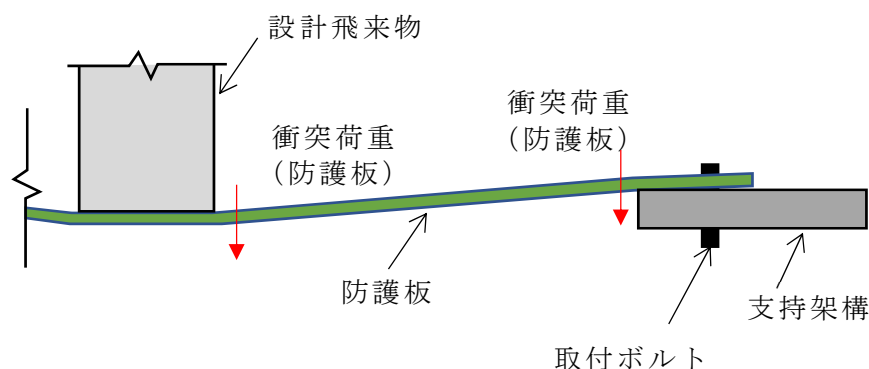 設計飛来物
衝突荷重
（防護板）
衝突荷重
（防護板）
防護板
支持架構
取付ボルト